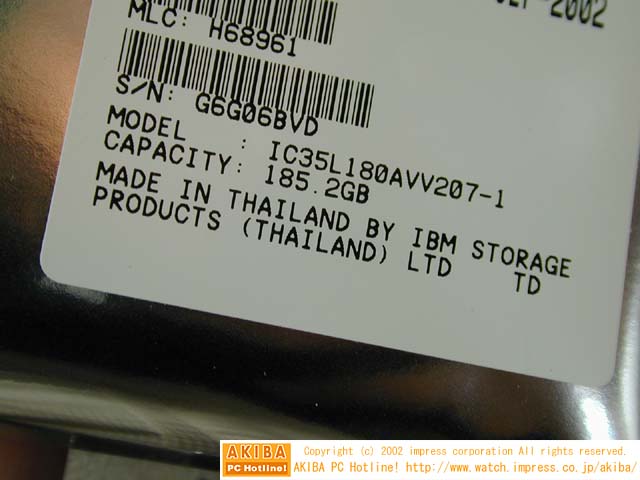 -2002
MLC: H68961
S/N: G6G06BVD
MODEL : IC35L180AVV207-1
CAPACITY: 185.2GB
MADE IN THAILAND BY IBM STORAGE
PRODUCTS (THAILAND) LTD TD
AKIBA
PC Hotline!
Copyright (c) 2002 impress corporation All rights reserved.
AKIBA PC Hotline! http://www.watch.impress.co.jp/akiba/